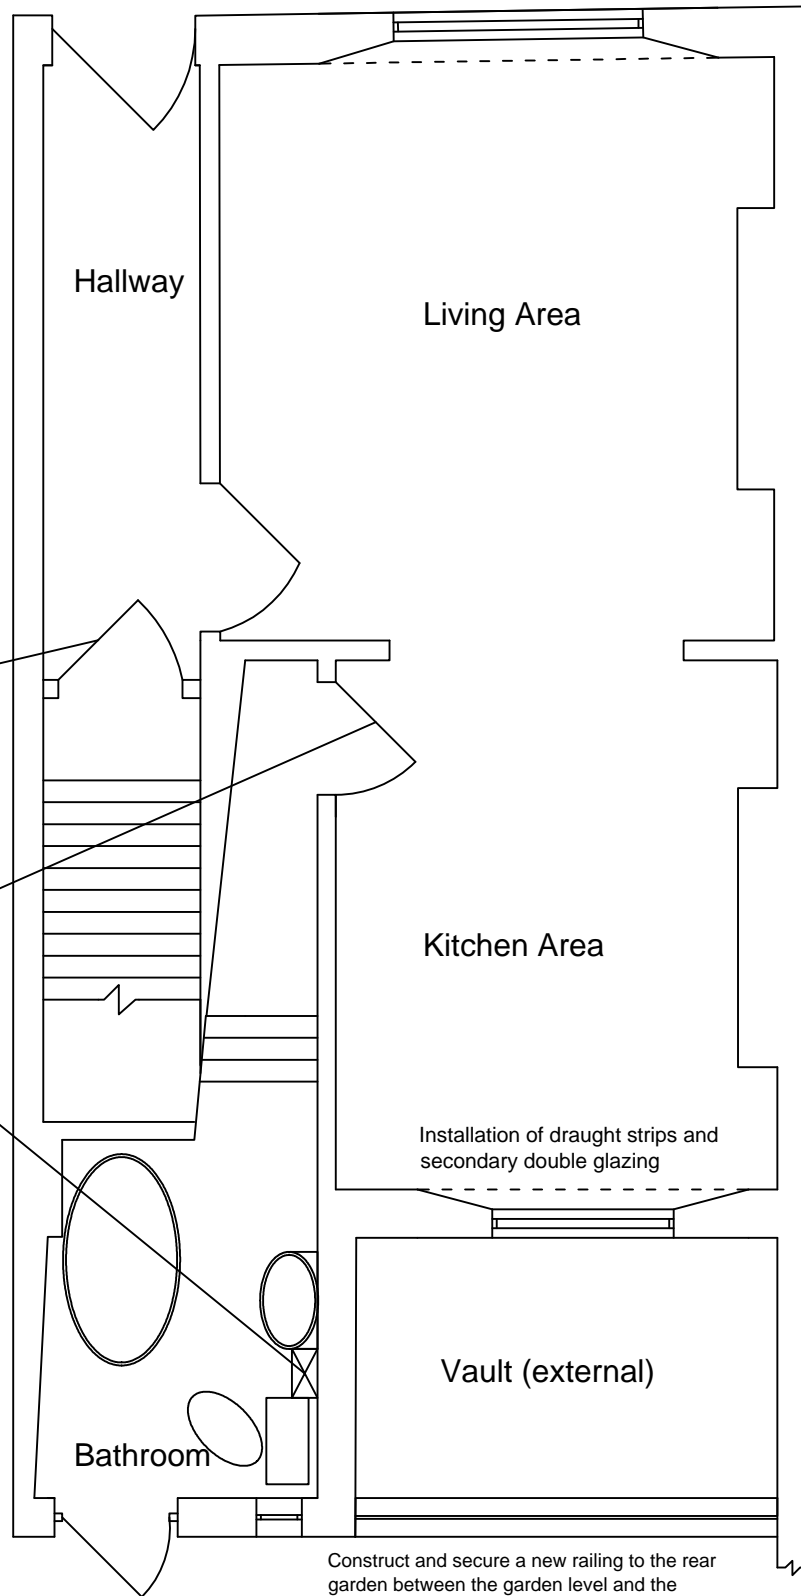 Hallway
Living Area
Kitchen Area
Installation of draught strips and
secondary double glazing
Vault (external)
Bathroom
Construct and secure a new railing to the rear
garden between the garden level and the